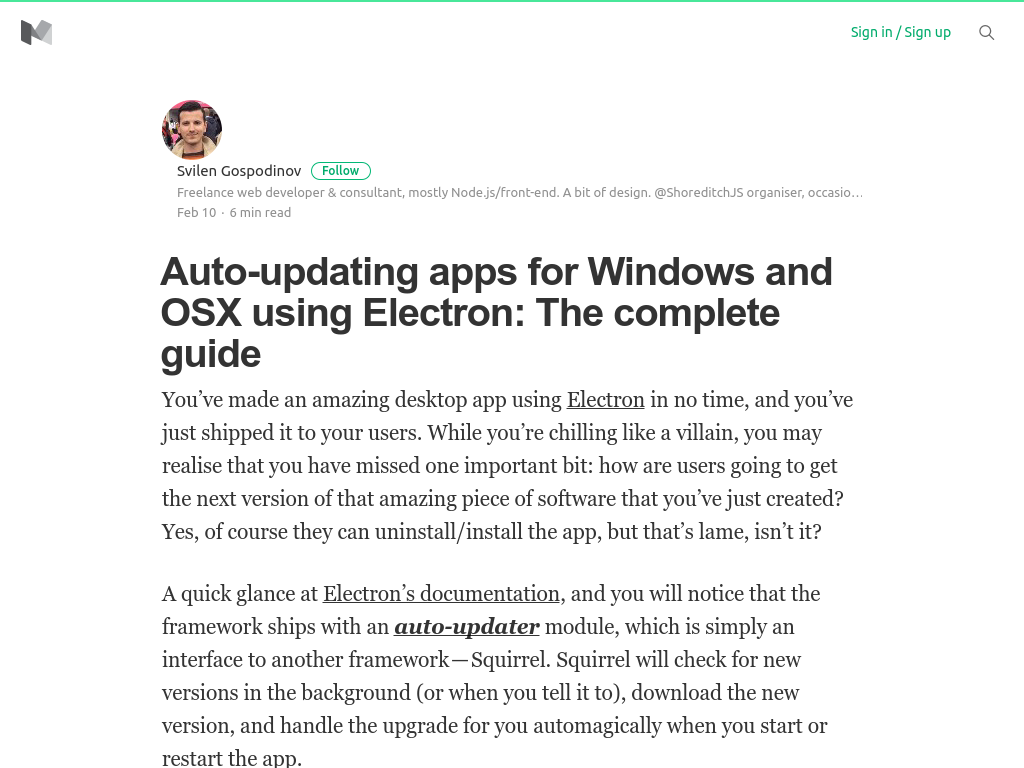 Sign in / Sign up
Svilen Gospodinov Follow
Freelance web developer & consultant, mostly Node.js/front-end. A bit of design. @ShoreditchJS organiser, occasio…
Feb 10 · 6 min read
Auto-updating apps for Windows and
OSX using Electron: The complete
guide
You’ve made an amazing desktop app using Electron in no time, and you’ve
just shipped it to your users. While you’re chilling like a villain, you may
realise that you have missed one important bit: how are users going to get
the next version of that amazing piece of software that you’ve just created?
Yes, of course they can uninstall/install the app, but that’s lame, isn’t it?
A quick glance at Electron’s documentation, and you will notice that the
framework ships with an auto-updater module, which is simply an
interface to another framework — Squirrel. Squirrel will check for new
versions in the background (or when you tell it to), download the new
version, and handle the upgrade for you automagically when you start or
restart the app.